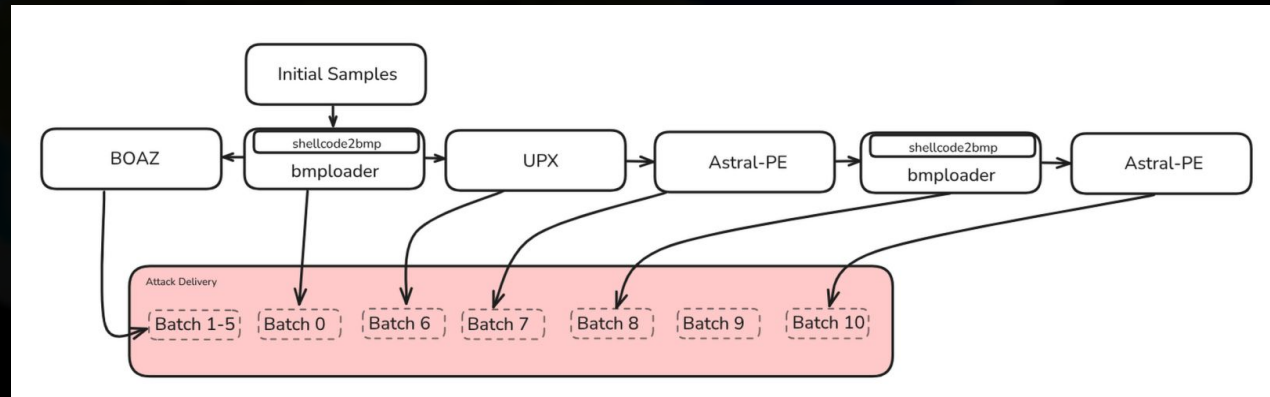 Initial Samples
BOAZ
shellcode2bmp
bmploader
UPX
Astral-PE
shellcode2bmp
bmploader
Astral-PE
Attack Delivery
Batch 1-5
Batch 0
Batch 6
Batch 7
Batch 8
Batch 9
Batch 10